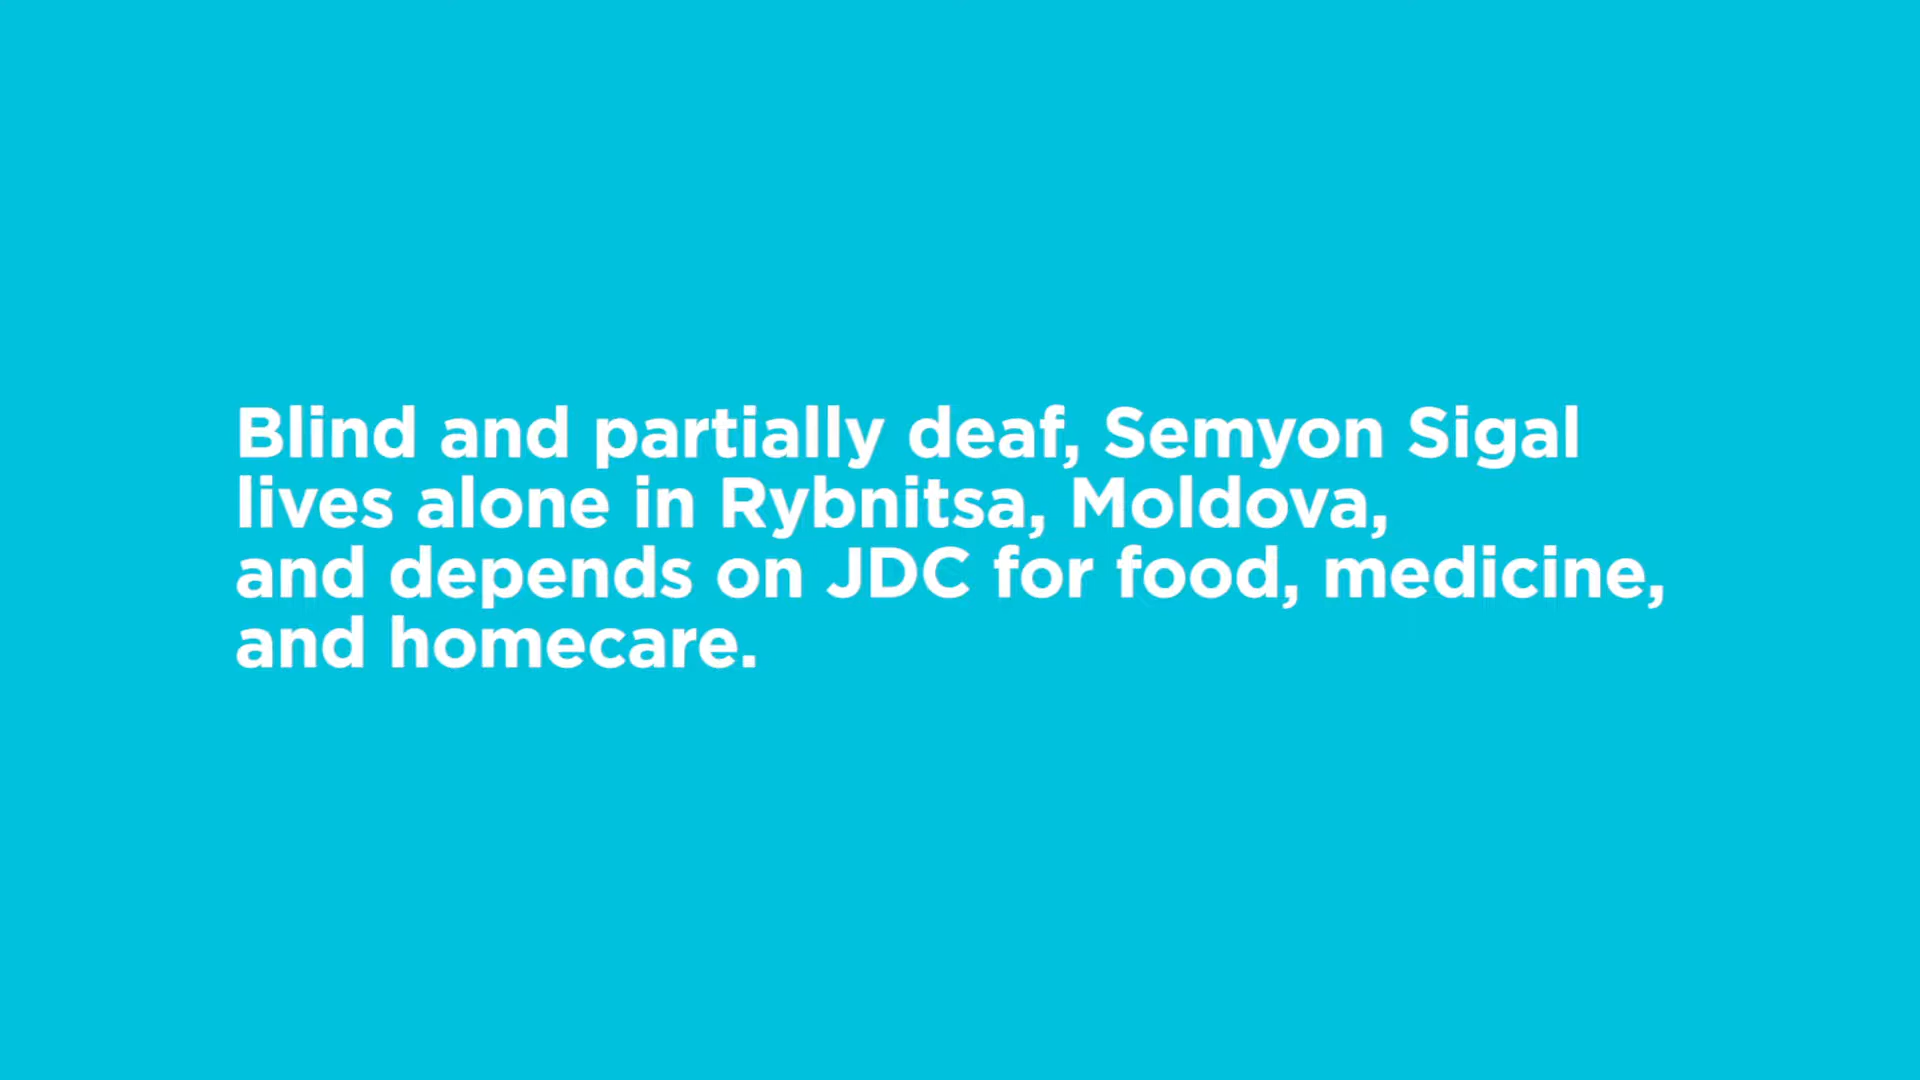 Blind and partially deaf, Semyon Sigal
lives alone in Rybnitsa, Moldova,
and depends on JDC for food, medicine,
and homecare.